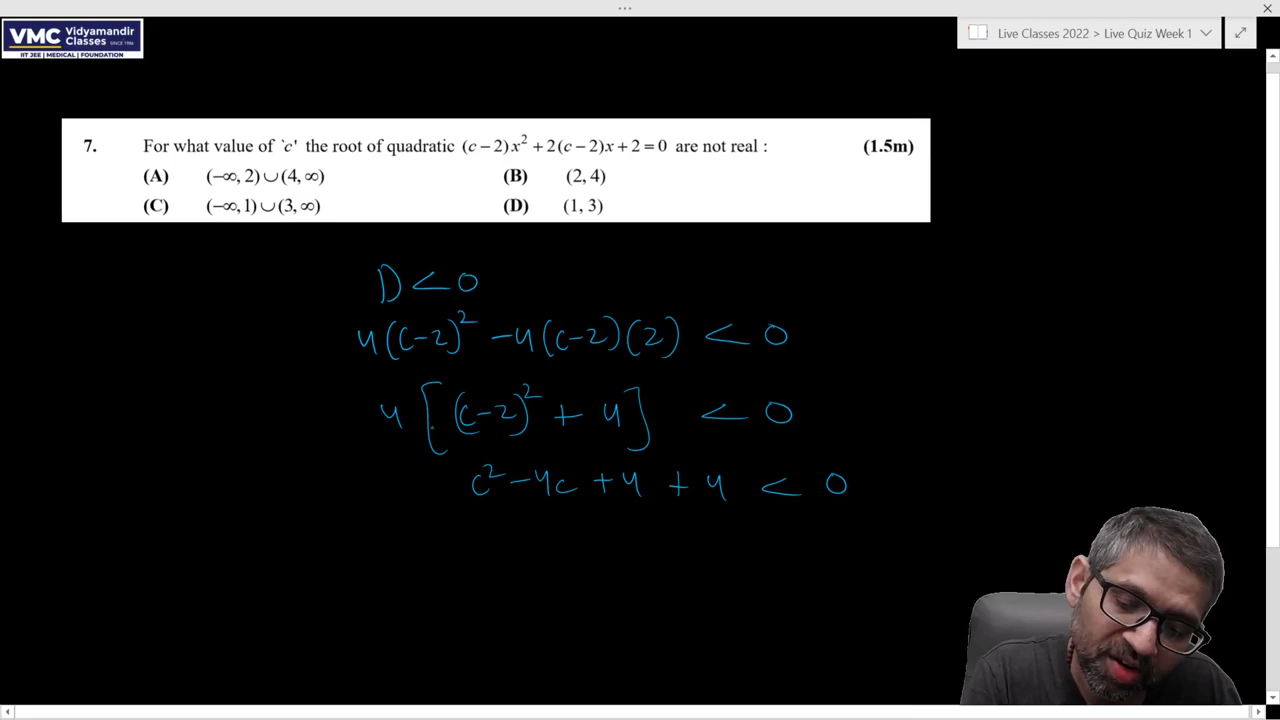 VMC Vidyamandir Classes SINCE 1986
IIT JEE | MEDICAL | FOUNDATION
Live Classes 2022 > Live Quiz Week 1
7. For what value of `c' the root of quadratic (c − 2)x² + 2(c − 2)x + 2 = 0 are not real : (1.5m)
(A) (−∞, 2) ∪ (4, ∞) (B) (2, 4)
(C) (−∞, 1) ∪ (3, ∞) (D) (1, 3)
D < 0
4(c−2)² −4(c−2)(2) < 0
4[(c−2)² + 4] < 0
c² −4c +4 + 4 < 0